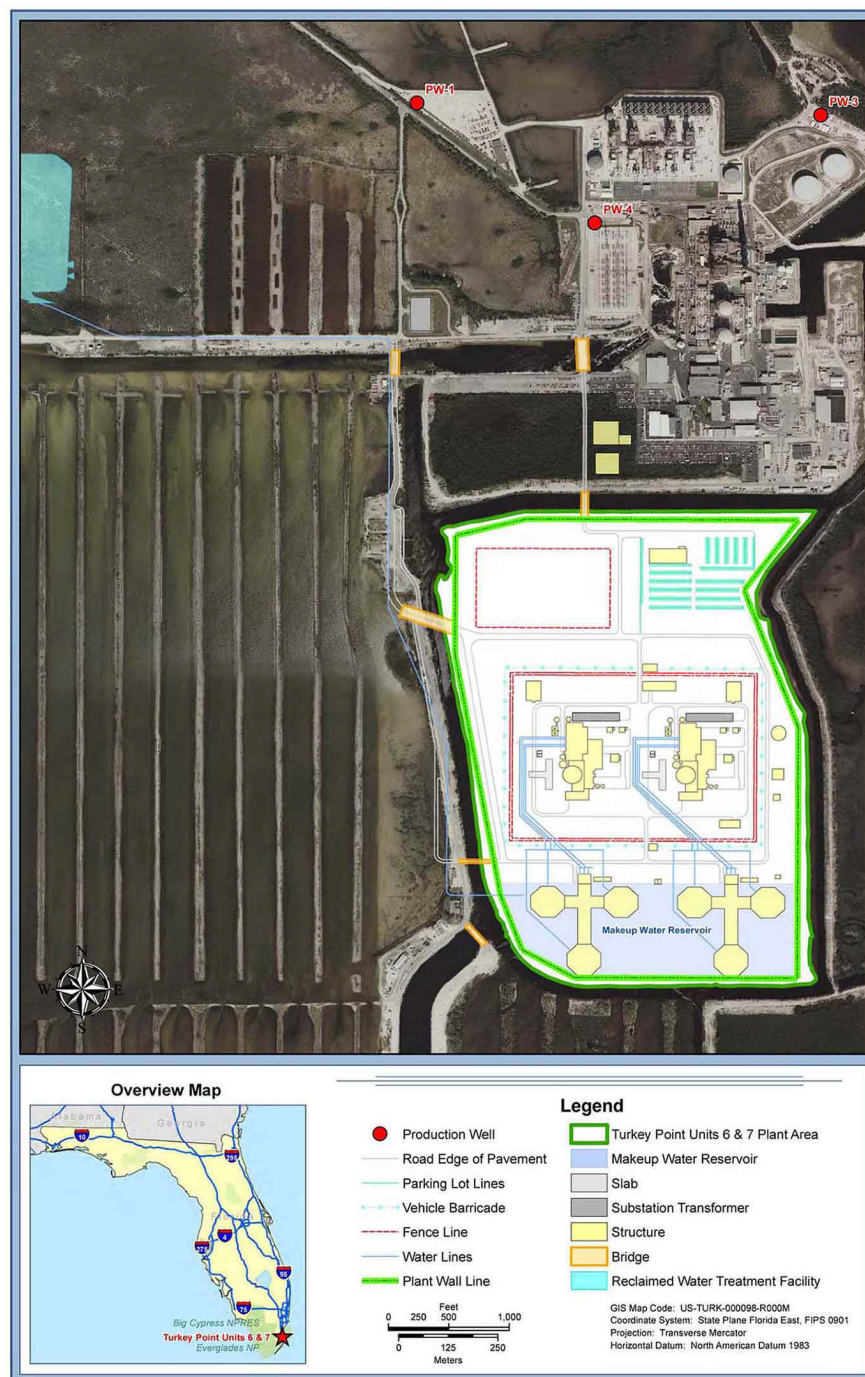 PW-1
PW-3
PW-4
Makeup Water Reservoir
N
W E
S
Overview Map
Alabama
Georgia
10
295
Florida
4
275
95
75
Big Cypress NPRES
Turkey Point Units 6 & 7
Everglades NP
Legend
Production Well
Road Edge of Pavement
Parking Lot Lines
Vehicle Barricade
Fence Line
Water Lines
Plant Wall Line
Turkey Point Units 6 & 7 Plant Area
Makeup Water Reservoir
Slab
Substation Transformer
Structure
Bridge
Reclaimed Water Treatment Facility
Feet
0 250 500 1,000
0 125 250
Meters
GIS Map Code: US-TURK-000098-R000M
Coordinate System: State Plane Florida East, FIPS 0901
Projection: Transverse Mercator
Horizontal Datum: North American Datum 1983